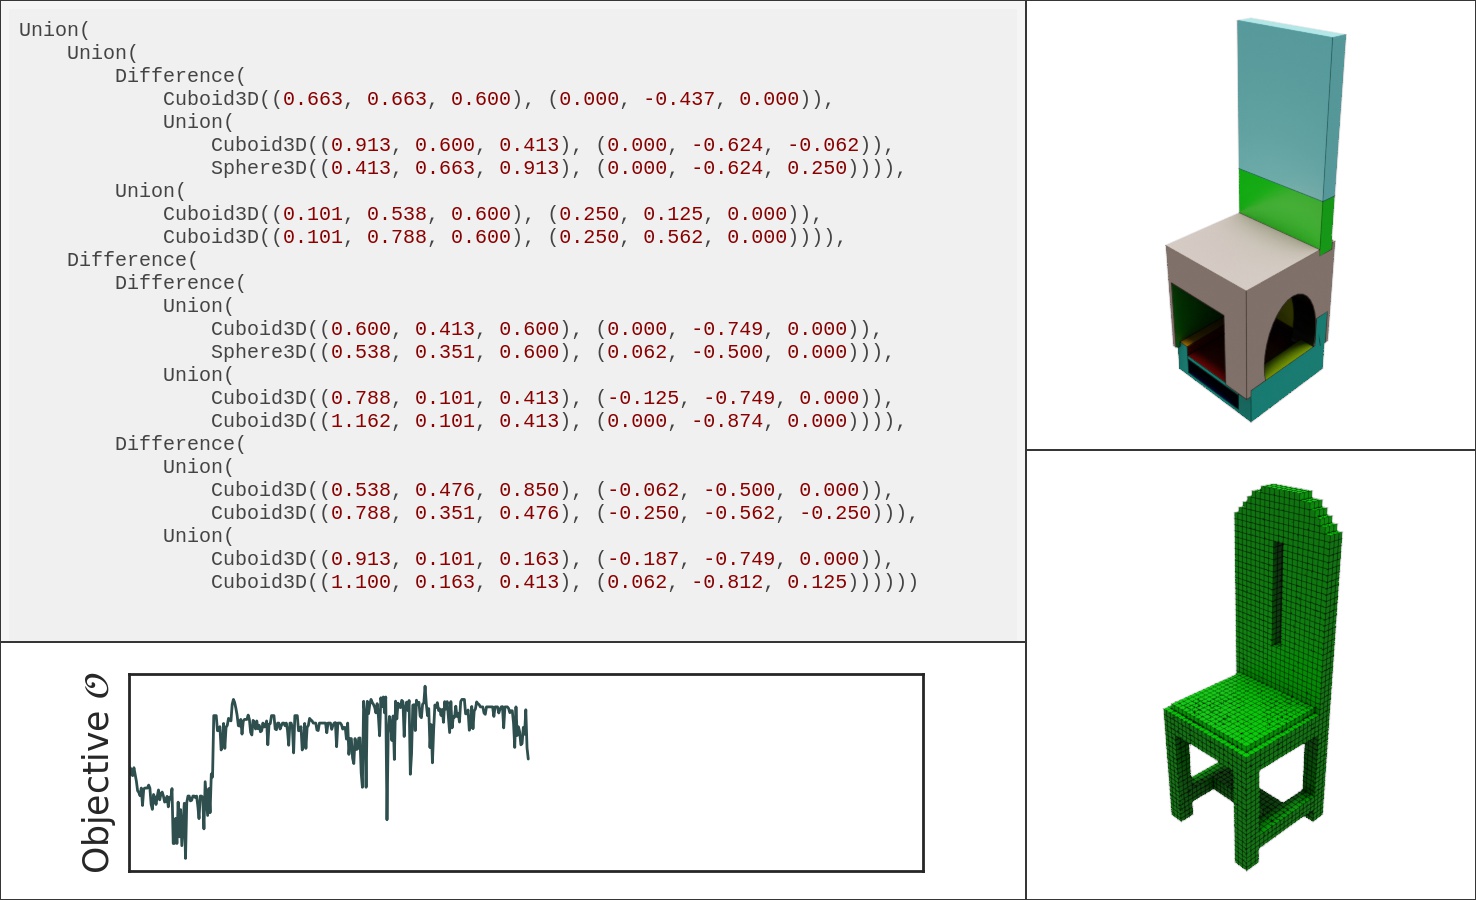 Union(
    Union(
        Difference(
            Cuboid3D((0.663, 0.663, 0.600), (0.000, -0.437, 0.000)),
            Union(
                Cuboid3D((0.913, 0.600, 0.413), (0.000, -0.624, -0.062)),
                Sphere3D((0.413, 0.663, 0.913), (0.000, -0.624, 0.250)))),
        Union(
            Cuboid3D((0.101, 0.538, 0.600), (0.250, 0.125, 0.000)),
            Cuboid3D((0.101, 0.788, 0.600), (0.250, 0.562, 0.000)))),
    Difference(
        Difference(
            Union(
                Cuboid3D((0.600, 0.413, 0.600), (0.000, -0.749, 0.000)),
                Sphere3D((0.538, 0.351, 0.600), (0.062, -0.500, 0.000))),
            Union(
                Cuboid3D((0.788, 0.101, 0.413), (-0.125, -0.749, 0.000)),
                Cuboid3D((1.162, 0.101, 0.413), (0.000, -0.874, 0.000)))),
        Difference(
            Union(
                Cuboid3D((0.538, 0.476, 0.850), (-0.062, -0.500, 0.000)),
                Cuboid3D((0.788, 0.351, 0.476), (-0.250, -0.562, -0.250))),
            Union(
                Cuboid3D((0.913, 0.101, 0.163), (-0.187, -0.749, 0.000)),
                Cuboid3D((1.100, 0.163, 0.413), (0.062, -0.812, 0.125))))))
Objective 𝒪